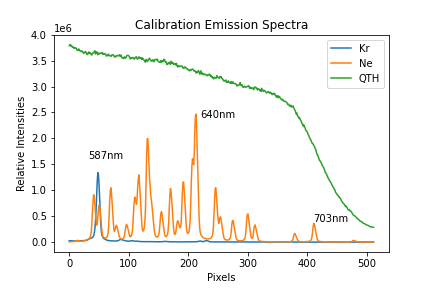 Calibration Emission Spectra
1e6
4.0
3.5
3.0
2.5
2.0
1.5
1.0
0.5
0.0
Relative Intensities
Kr
Ne
QTH
640nm
587nm
703nm
0
100
200
300
400
500
Pixels